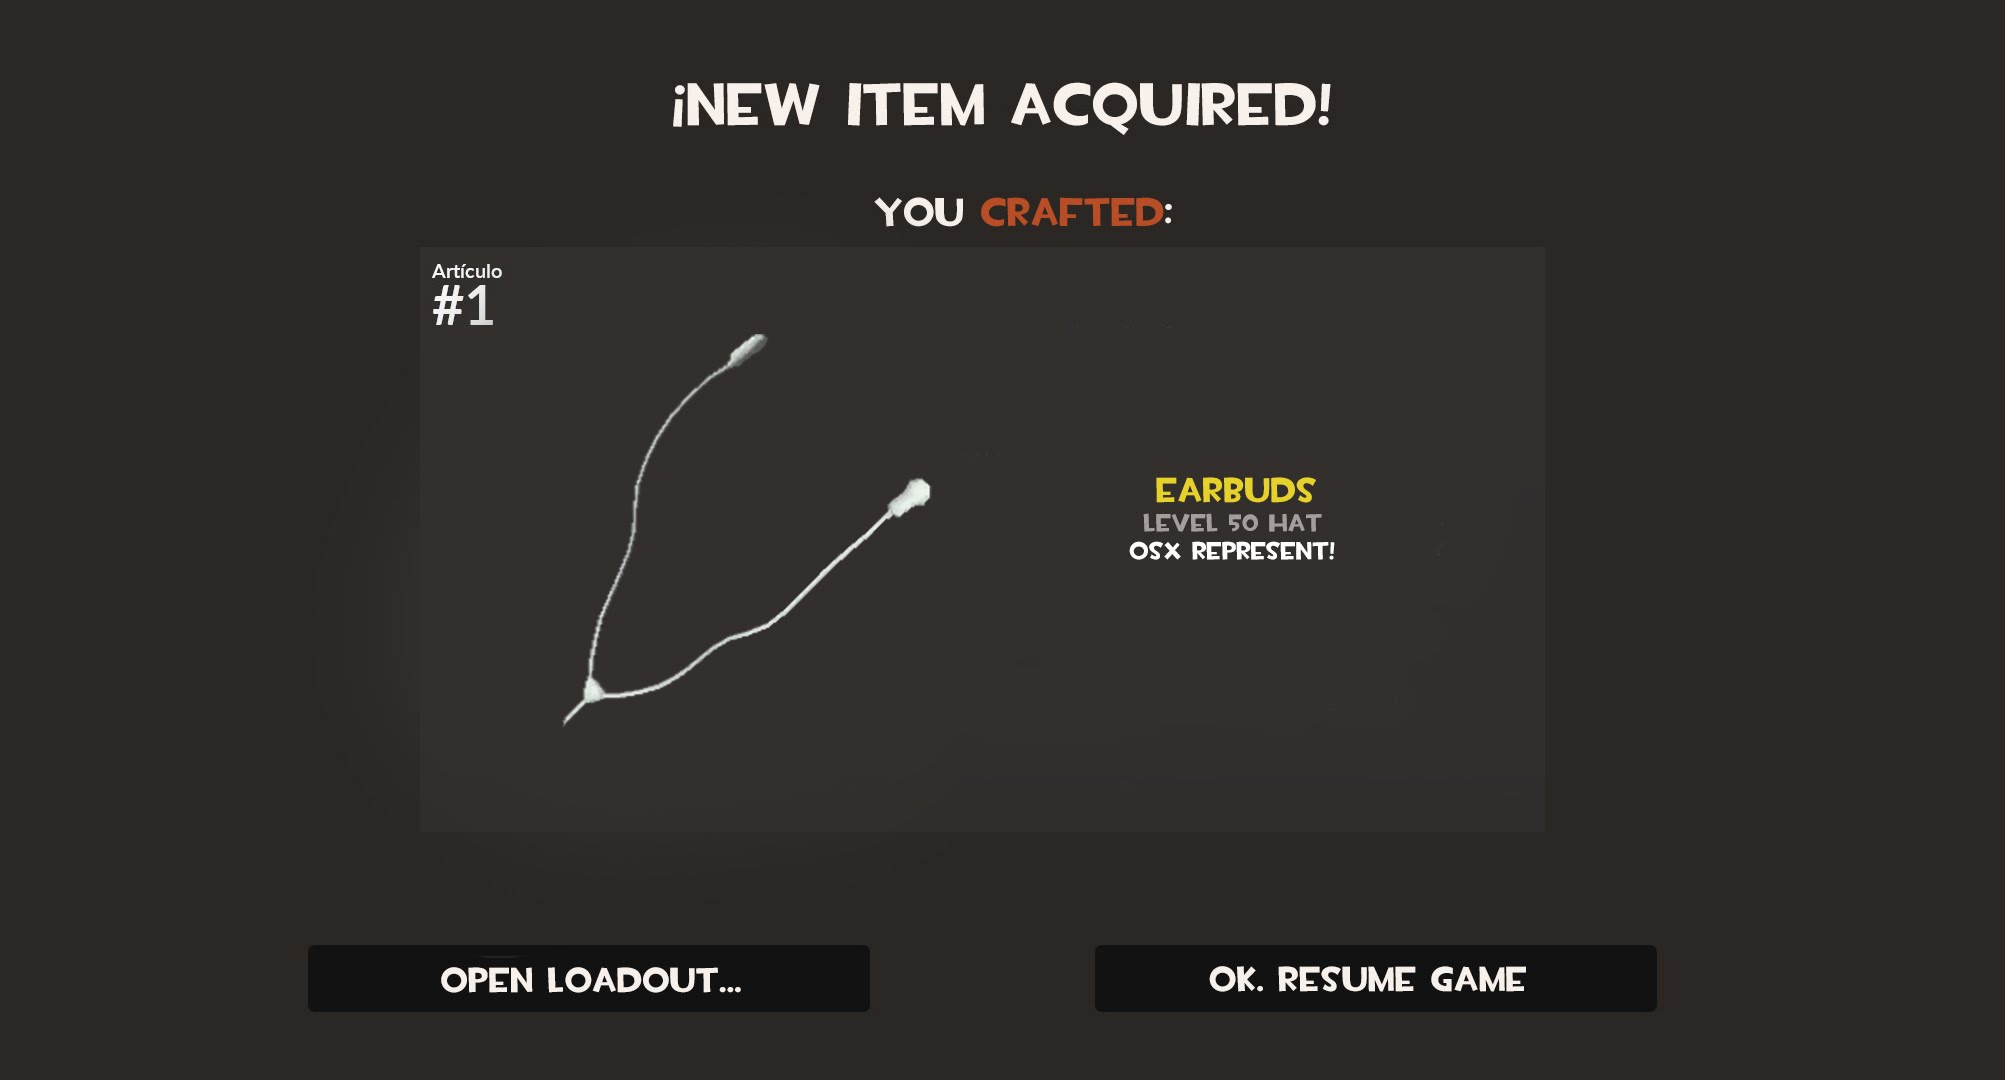 ¡NEW ITEM ACQUIRED!
YOU CRAFTED:
Artículo
#1
EARBUDS
LEVEL 50 HAT
OSX REPRESENT!
OPEN LOADOUT...
OK. RESUME GAME